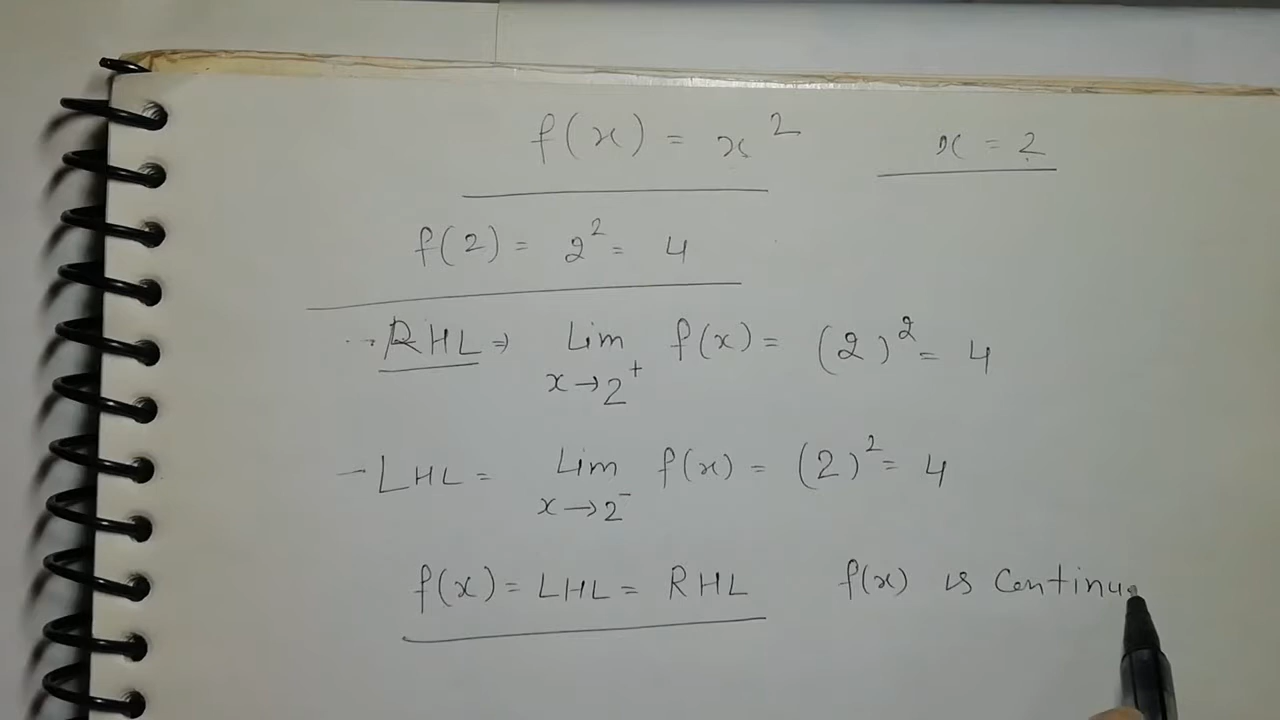 f(x) = x² x = 2
f(2) = 2² = 4
RHL ⇒ Lim x→2⁺ f(x) = (2)² = 4
LHL = Lim x→2⁻ f(x) = (2)² = 4
f(x) = LHL = RHL f(x) is Continu